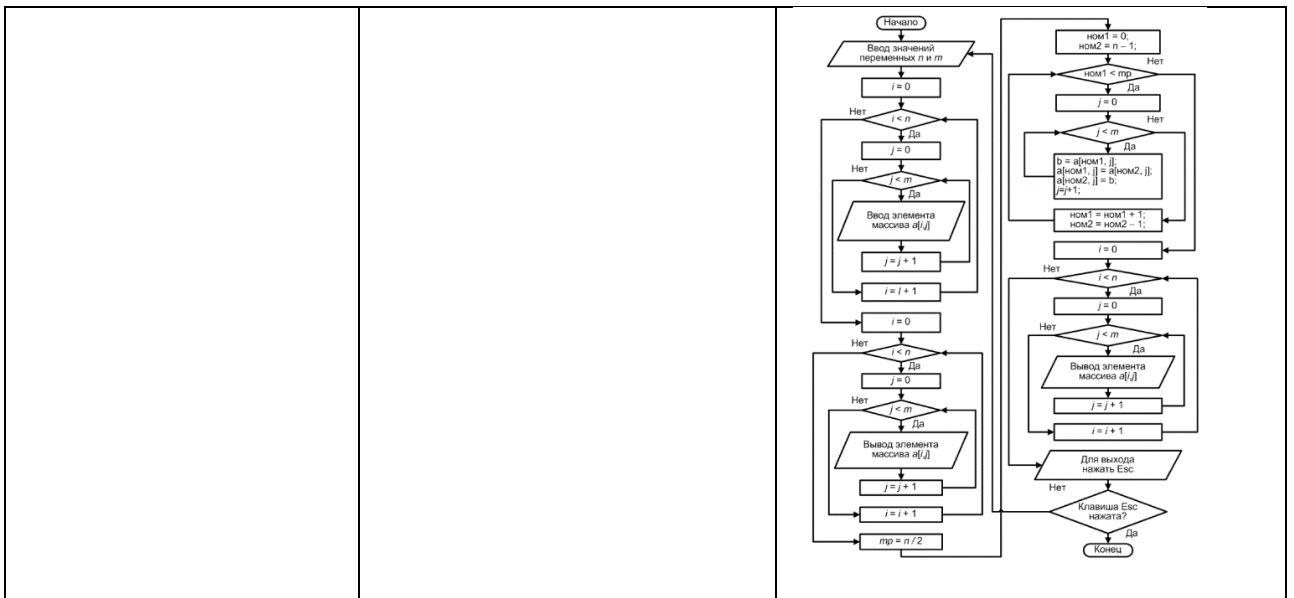 Начало
Ввод значений
переменных n и m
i = 0
Нет
i < n
Да
j = 0
Нет
j < m
Да
Ввод элемента
массива a[i,j]
j = j + 1
i = I + 1
i = 0
Нет
i < n
Да
j = 0
Нет
j < m
Да
Вывод элемента
массива a[i,j]
j = j + 1
i = i + 1
mp = n / 2
ном1 = 0;
ном2 = n – 1;
Нет
ном1 < mp
Да
j = 0
Нет
j < m
Да
b = a[ном1, j];
a[ном1, j] = a[ном2, j];
a[ном2, j] = b;
j=j+1;
ном1 = ном1 + 1;
ном2 = ном2 – 1;
i = 0
Нет
i < n
Да
j = 0
Нет
j < m
Да
Вывод элемента
массива a[i,j]
j = j + 1
i = i + 1
Для выхода
нажать Esc
Нет
Клавиша Esc
нажата?
Да
Конец